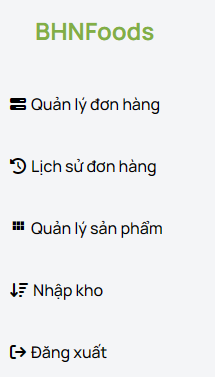 BHNFoods
Quản lý đơn hàng
Lịch sử đơn hàng
Quản lý sản phẩm
Nhập kho
Đăng xuất